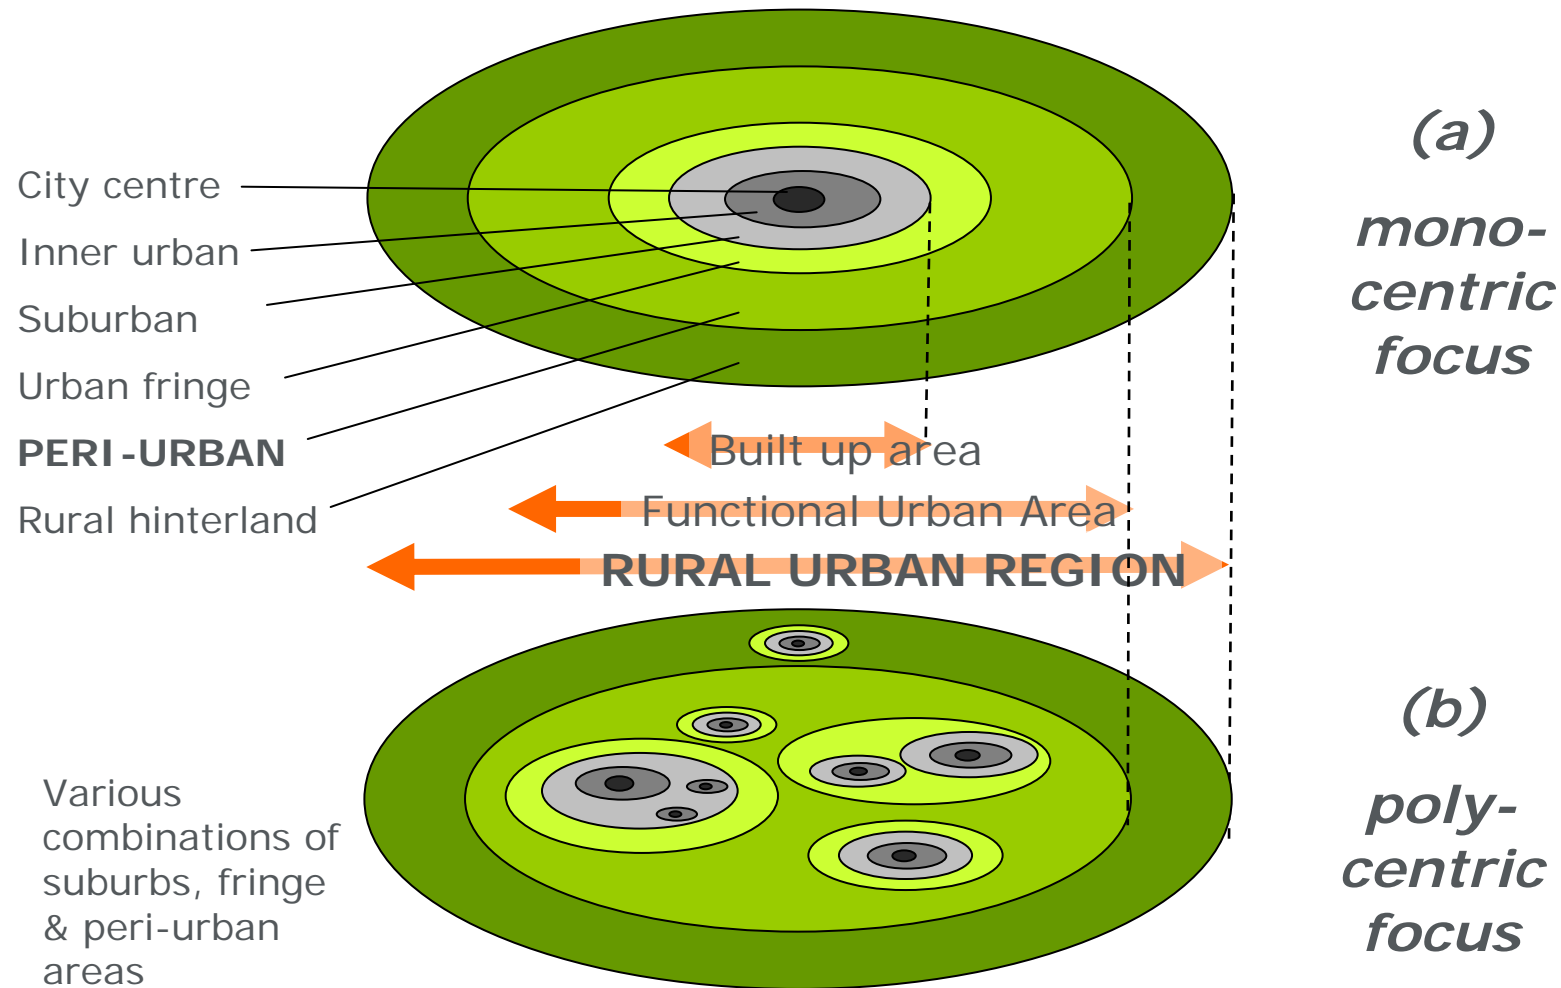 City centre
Inner urban
Suburban
Urban fringe
PERI-URBAN
Rural hinterland
(a)
mono-
centric
focus
Built up area
Functional Urban Area
RURAL URBAN REGION
Various
combinations of
suburbs, fringe
& peri-urban
areas
(b)
poly-
centric
focus